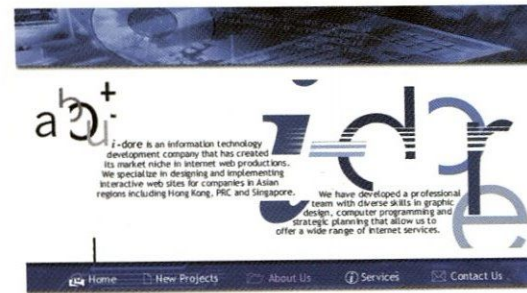 about
i-dore
i-dore is an information technology
development company that has created
its market niche in internet web productions.
We specialize in designing and implementing
interactive web sites for companies in Asian
regions including Hong Kong, PRC and Singapore.
We have developed a professional
team with diverse skills in graphic
design, computer programming and
strategic planning that allow us to
offer a wide range of internet services.
Home New Projects About Us Services Contact Us